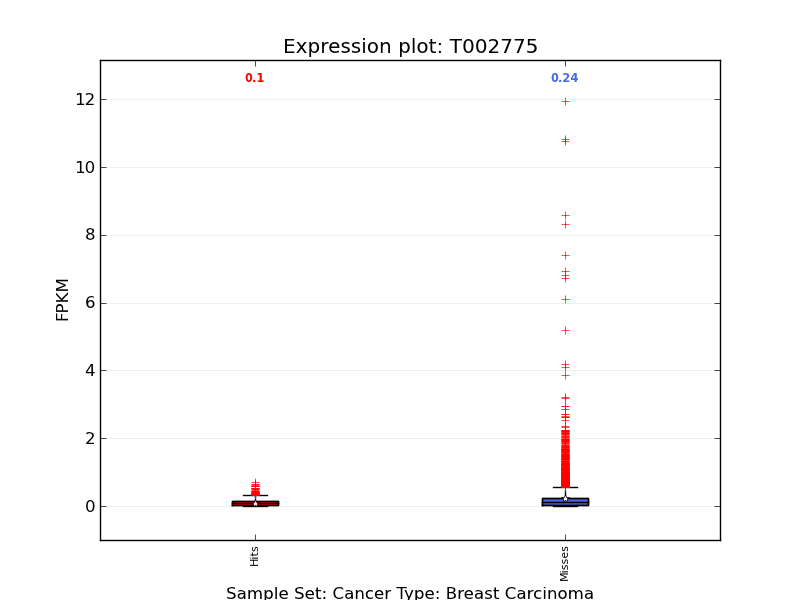 Expression plot: T002775
0.1
0.24
12
10
8
6
4
2
0
FPKM
Hits
Misses
Sample Set: Cancer Type: Breast Carcinoma